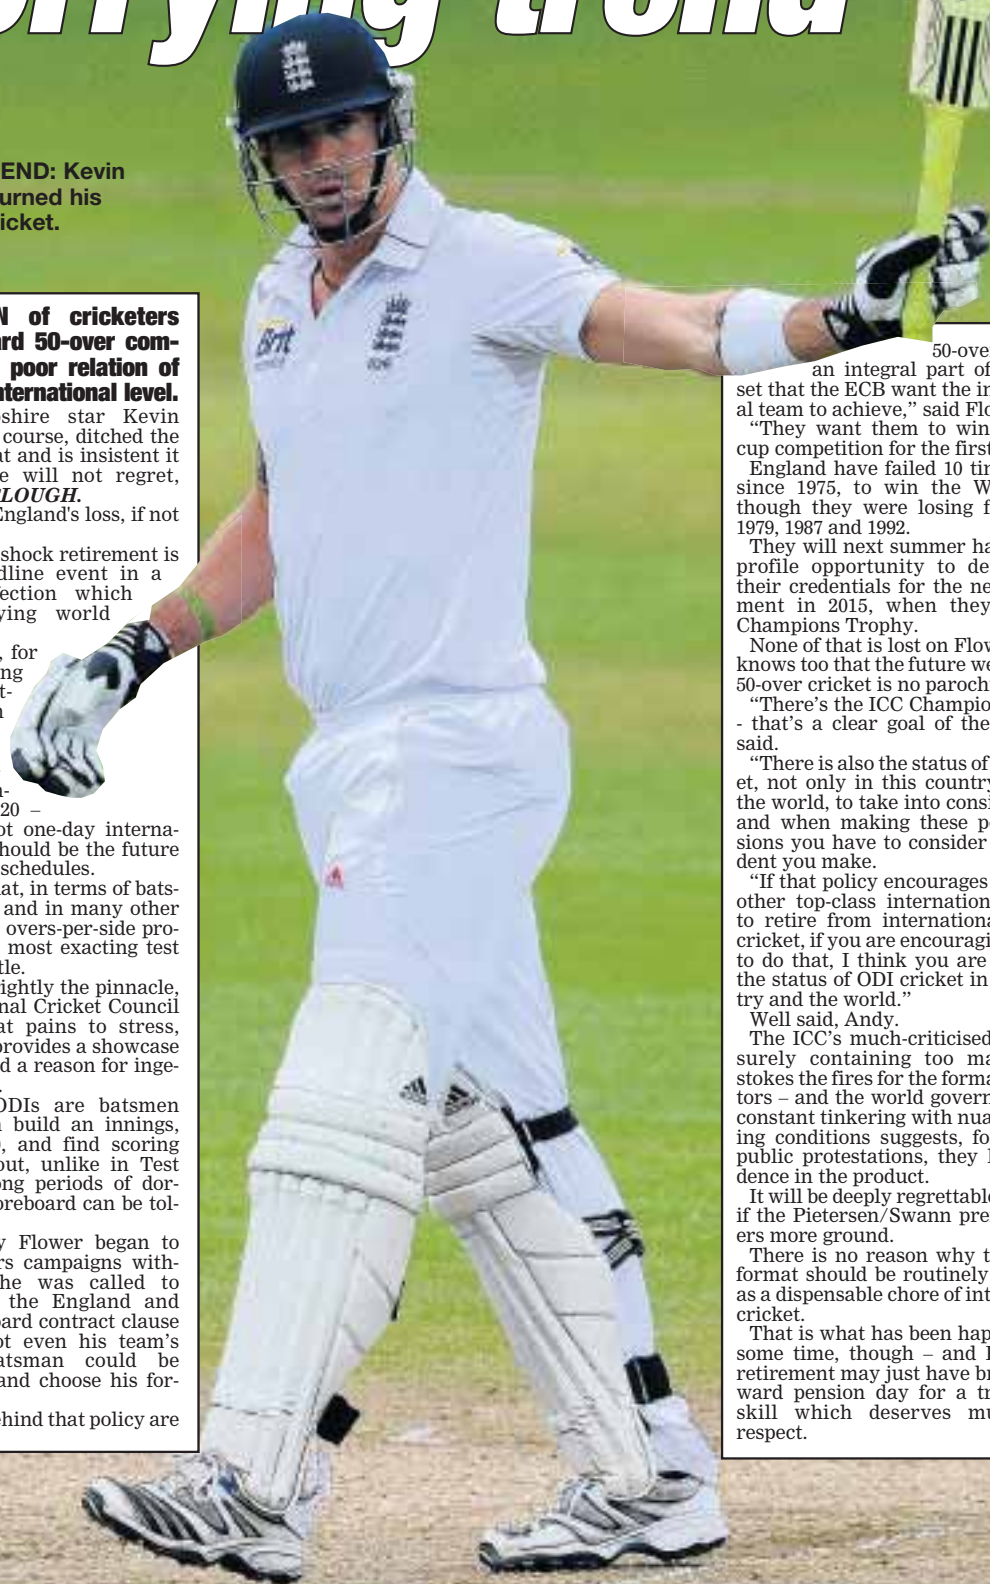 orrying trend
END: Kevin
urned his
icket.
N of cricketers
ard 50-over com-
poor relation of
nternational level.
shire star Kevin
course, ditched the
at and is insistent it
e will not regret,
LOUGH.
England's loss, if not
shock retirement is
dline event in a
ection which
ying world
, for
ng
t-
n
n-
20 –
ot one-day interna-
hould be the future
schedules.
at, in terms of bats-
and in many other
overs-per-side pro-
most exacting test
tle.
ightly the pinnacle,
nal Cricket Council
at pains to stress,
provides a showcase
d a reason for inge-
ODIs are batsmen
n build an innings,
, and find scoring
out, unlike in Test
ong periods of dor-
oreboard can be tol-
y Flower began to
rs campaigns with-
he was called to
the England and
oard contract clause
ot even his team's
atsman could be
and choose his for-
ehind that policy are
50-over
an integral part of
set that the ECB want the in
al team to achieve,” said Flo
“They want them to win
cup competition for the first
England have failed 10 tin
since 1975, to win the W
though they were losing f
1979, 1987 and 1992.
They will next summer ha
profile opportunity to de
their credentials for the ne
ment in 2015, when they
Champions Trophy.
None of that is lost on Flow
knows too that the future we
50-over cricket is no parochi
“There's the ICC Champio
- that's a clear goal of the
said.
“There is also the status of
et, not only in this country
the world, to take into consi
and when making these p
sions you have to consider
dent you make.
“If that policy encourages
other top-class internation
to retire from internationa
cricket, if you are encouragi
to do that, I think you are
the status of ODI cricket in
try and the world.”
Well said, Andy.
The ICC's much-criticised
surely containing too ma
stokes the fires for the forma
tors – and the world govern
constant tinkering with nua
ing conditions suggests, fo
public protestations, they l
dence in the product.
It will be deeply regrettable
if the Pietersen/Swann pre
ers more ground.
There is no reason why t
format should be routinely
as a dispensable chore of int
cricket.
That is what has been hap
some time, though – and P
retirement may just have br
ward pension day for a tr
skill which deserves mu
respect.
Brit